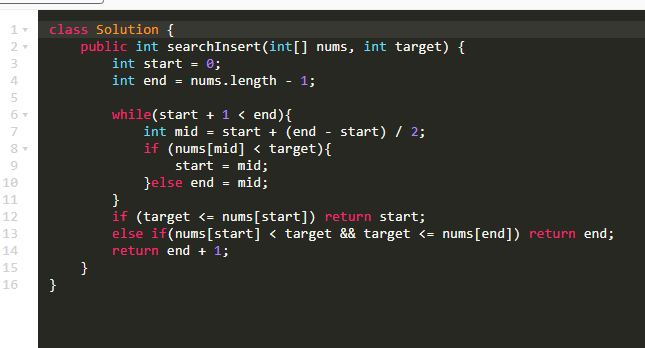 1 class Solution {
2     public int searchInsert(int[] nums, int target) {
3         int start = 0;
4         int end = nums.length - 1;
5
6         while(start + 1 < end){
7             int mid = start + (end - start) / 2;
8             if (nums[mid] < target){
9                 start = mid;
10             }else end = mid;
11         }
12         if (target <= nums[start]) return start;
13         else if(nums[start] < target && target <= nums[end]) return end;
14         return end + 1;
15     }
16 }